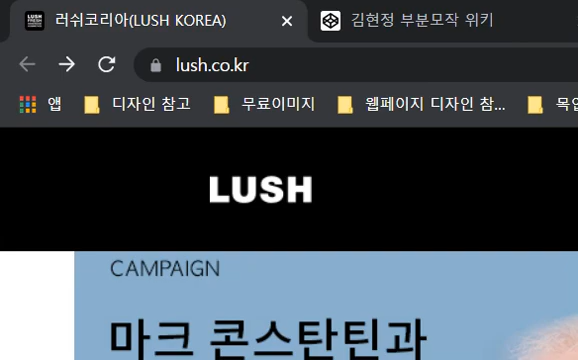 러쉬코리아(LUSH KOREA) 김현정 부분모작 위키
lush.co.kr
앱 디자인 참고 무료이미지 웹페이지 디자인 참... 목업
LUSH
CAMPAIGN
마크 콘스탄틴과